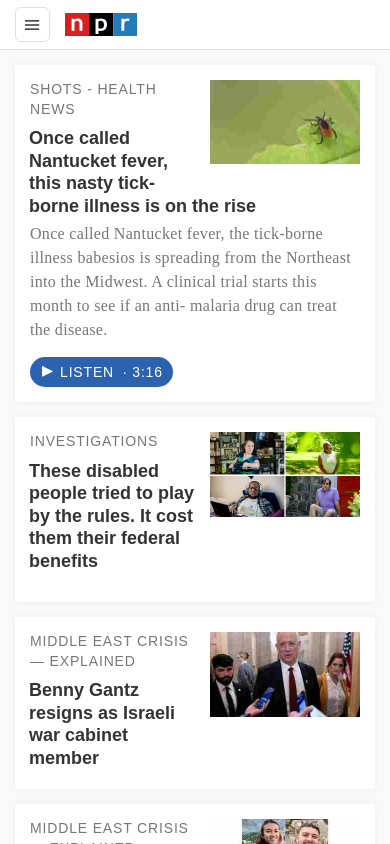 npr
SHOTS - HEALTH
NEWS
Once called
Nantucket fever,
this nasty tick-
borne illness is on the rise
Once called Nantucket fever, the tick-borne
illness babesios is spreading from the Northeast
into the Midwest. A clinical trial starts this
month to see if an anti- malaria drug can treat
the disease.
LISTEN · 3:16
INVESTIGATIONS
These disabled
people tried to play
by the rules. It cost
them their federal
benefits
MIDDLE EAST CRISIS
— EXPLAINED
Benny Gantz
resigns as Israeli
war cabinet
member
MIDDLE EAST CRISIS
— EXPLAINED